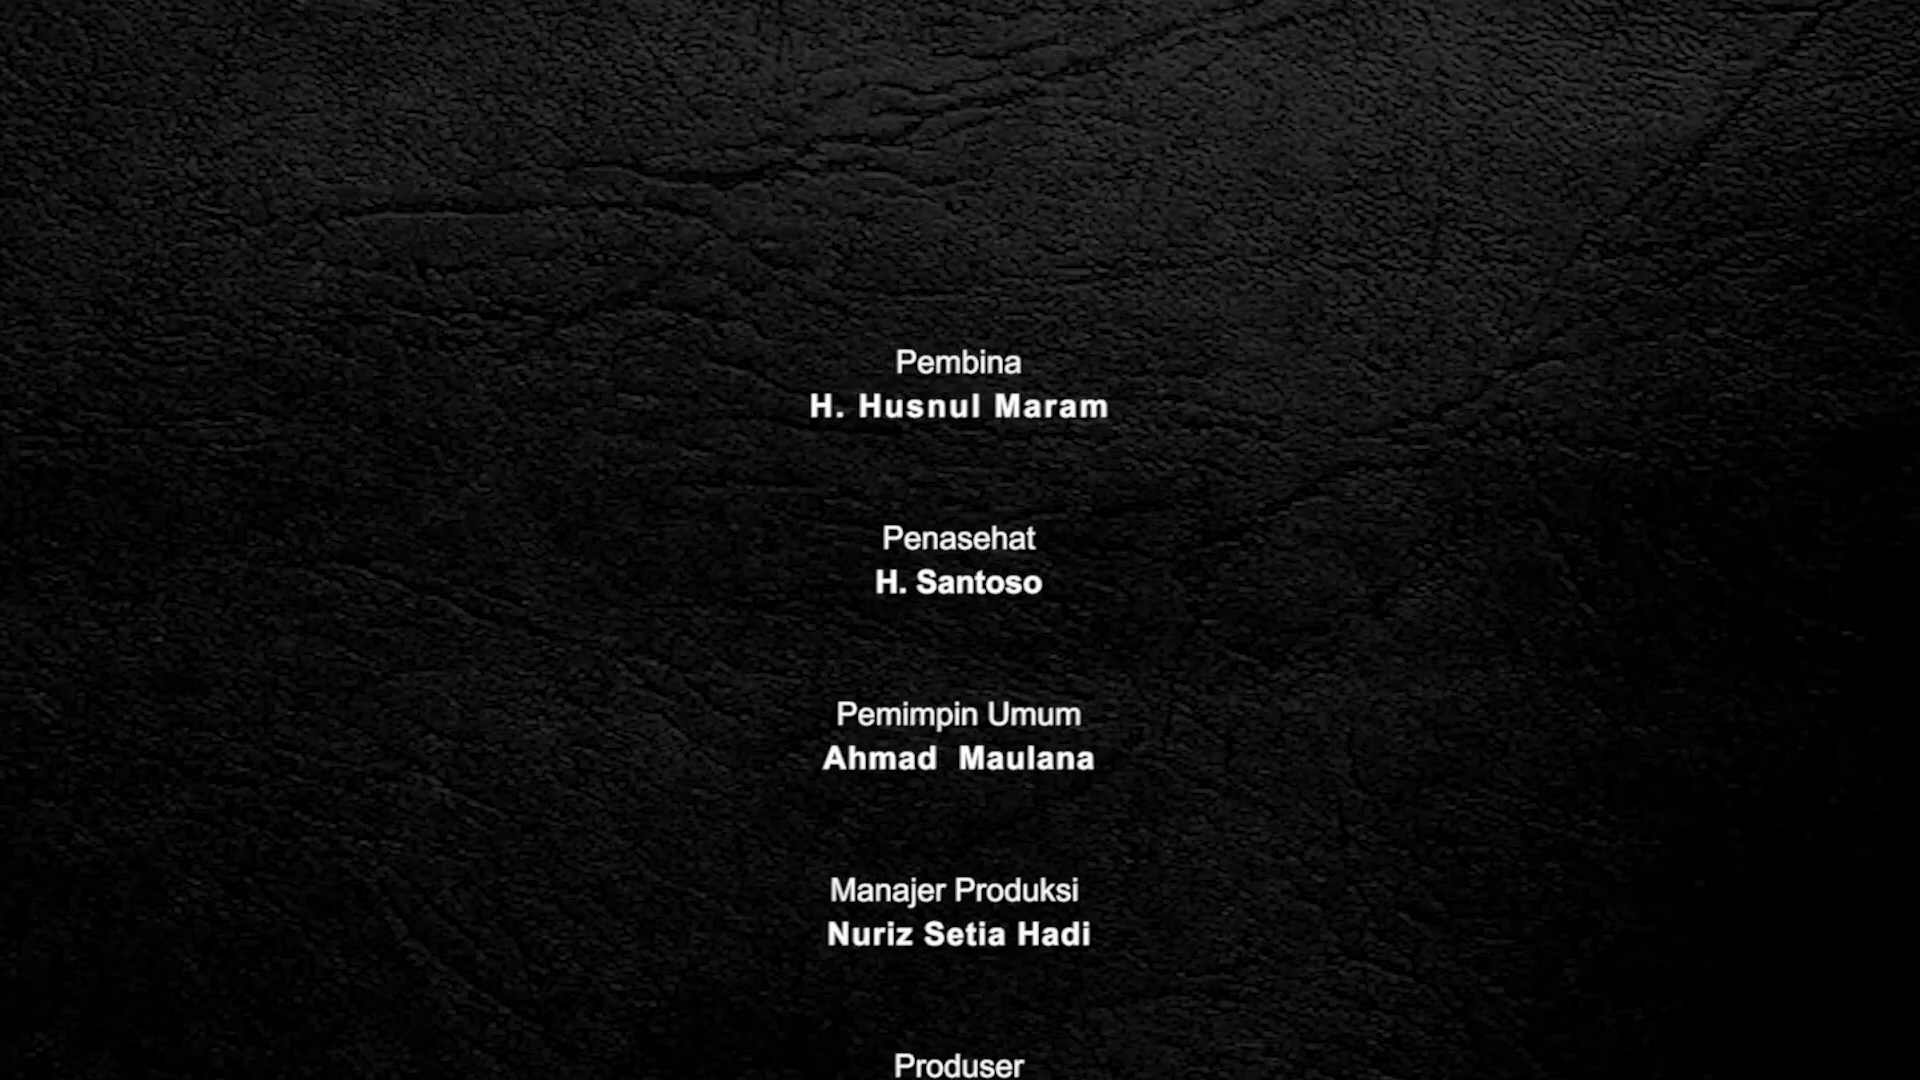 Pembina
H. Husnul Maram
Penasehat
H. Santoso
Pemimpin Umum
Ahmad Maulana
Manajer Produksi
Nuriz Setia Hadi
Produser